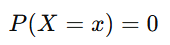 P(X = x) = 0